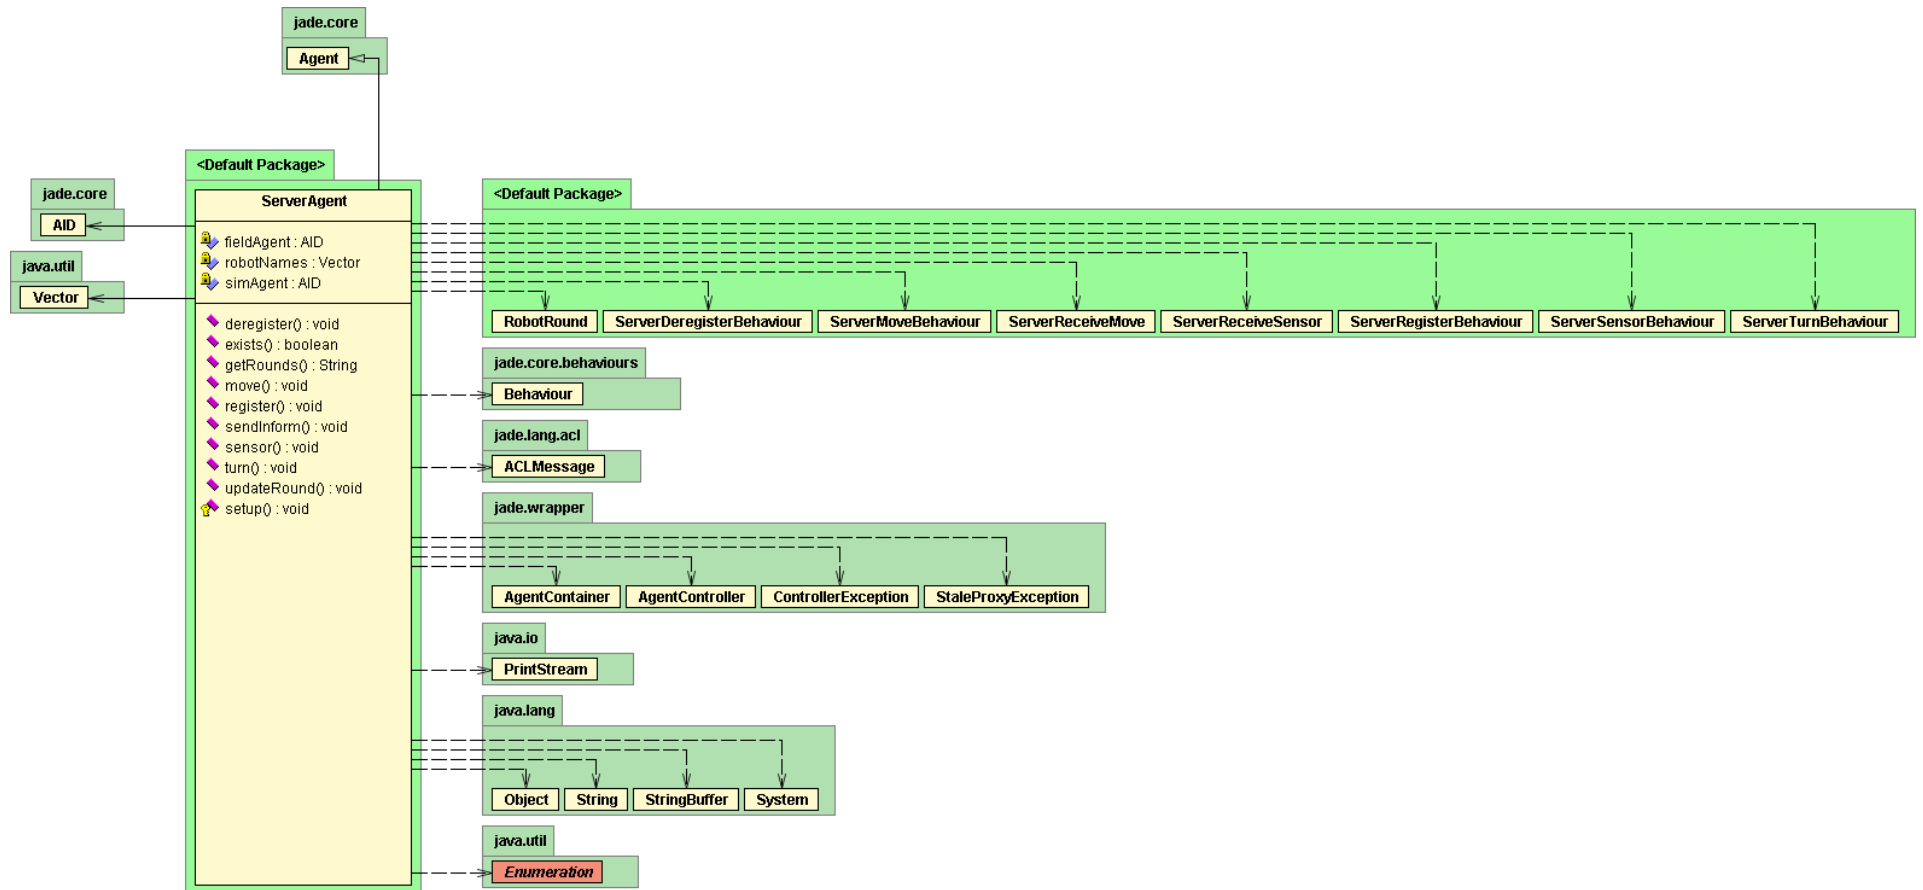 jade.core
Agent
<Default Package>
ServerAgent
fieldAgent : AID
robotNames : Vector
simAgent : AID
deregister() : void
exists() : boolean
getRounds() : String
move() : void
register() : void
sendInform() : void
sensor() : void
turn() : void
updateRound() : void
setup() : void
jade.core
AID
java.util
Vector
<Default Package>
RobotRound ServerDeregisterBehaviour ServerMoveBehaviour ServerReceiveMove ServerReceiveSensor ServerRegisterBehaviour ServerSensorBehaviour ServerTurnBehaviour
jade.core.behaviours
Behaviour
jade.lang.acl
ACLMessage
jade.wrapper
AgentContainer AgentController ControllerException StaleProxyException
java.io
PrintStream
java.lang
Object String StringBuffer System
java.util
Enumeration